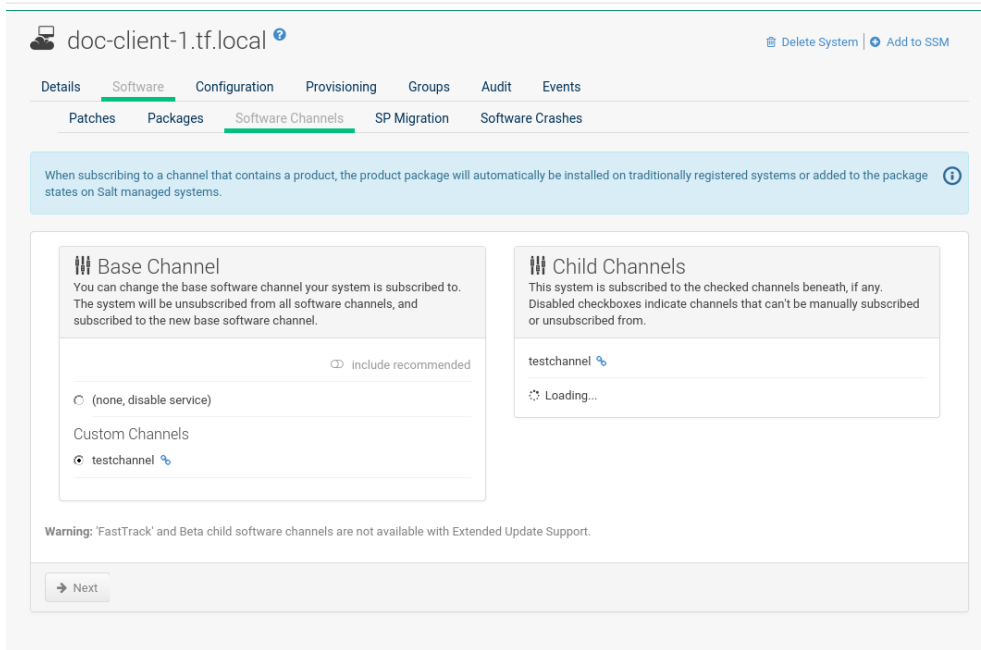 doc-client-1.tf.local ?
Delete System | Add to SSM
Details Software Configuration Provisioning Groups Audit Events
Patches Packages Software Channels SP Migration Software Crashes
When subscribing to a channel that contains a product, the product package will automatically be installed on traditionally registered systems or added to the package
states on Salt managed systems.
Base Channel
You can change the base software channel your system is subscribed to.
The system will be unsubscribed from all software channels, and
subscribed to the new base software channel.
include recommended
(none, disable service)
Custom Channels
testchannel
Child Channels
This system is subscribed to the checked channels beneath, if any.
Disabled checkboxes indicate channels that can't be manually subscribed
or unsubscribed from.
testchannel
Loading...
Warning: 'FastTrack' and Beta child software channels are not available with Extended Update Support.
Next